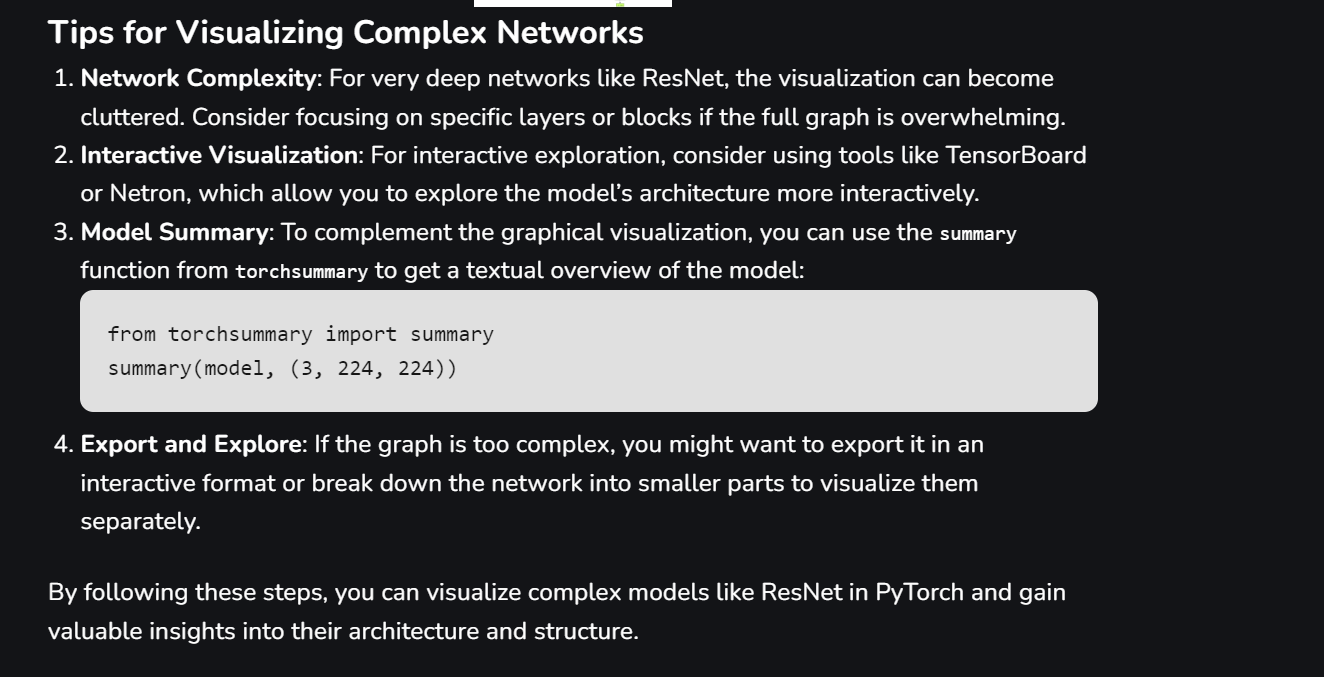 Tips for Visualizing Complex Networks
1. Network Complexity: For very deep networks like ResNet, the visualization can become
cluttered. Consider focusing on specific layers or blocks if the full graph is overwhelming.
2. Interactive Visualization: For interactive exploration, consider using tools like TensorBoard
or Netron, which allow you to explore the model’s architecture more interactively.
3. Model Summary: To complement the graphical visualization, you can use the summary
function from torchsummary to get a textual overview of the model:
from torchsummary import summary
summary(model, (3, 224, 224))
4. Export and Explore: If the graph is too complex, you might want to export it in an
interactive format or break down the network into smaller parts to visualize them
separately.
By following these steps, you can visualize complex models like ResNet in PyTorch and gain
valuable insights into their architecture and structure.